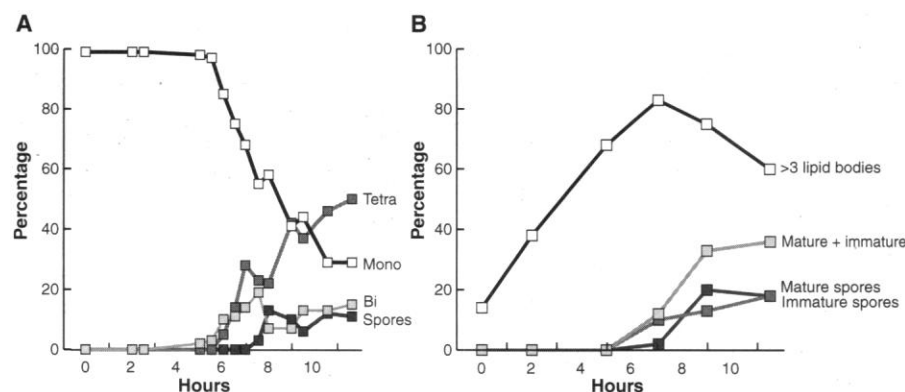 A
Percentage
100
80
60
40
20
0
0 2 4 6 8 10
Hours
Tetra
Mono
Bi
Spores
B
Percentage
100
80
60
40
20
0
0 2 4 6 8 10
Hours
>3 lipid bodies
Mature + immature
Mature spores
Immature spores